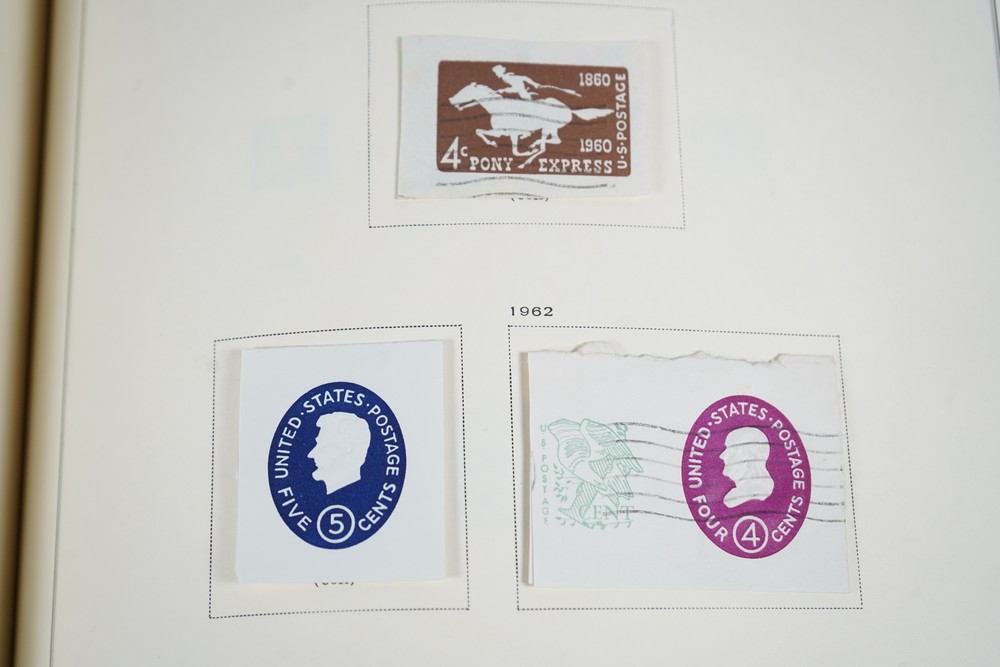 1860
U·S·POSTAGE
1960
4c PONY EXPRESS
1962
UNITED·STATES·POSTAGE
FIVE 5 CENTS
U S POSTAGE
CENT
UNITED·STATES·POSTAGE
FOUR 4 CENTS